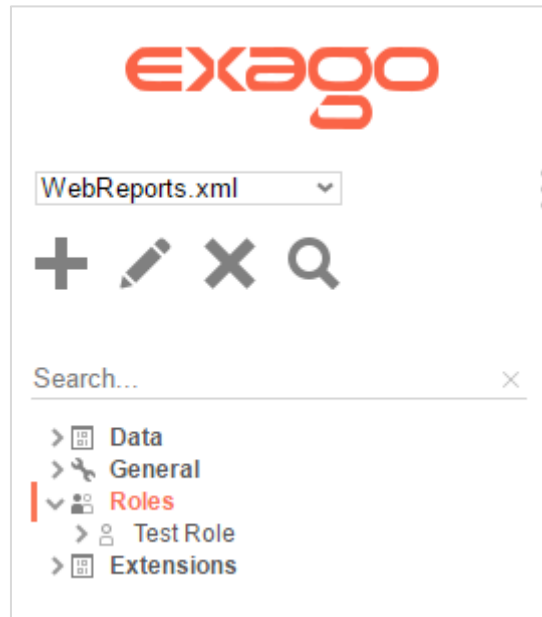 exago
WebReports.xml
Search...
Data
General
Roles
Test Role
Extensions